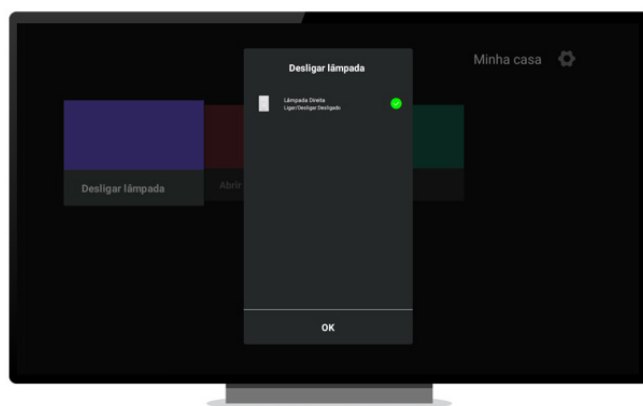 Minha casa
Desligar lâmpada
Lâmpada Direita
Ligar/Desligar:Desligado
Desligar lâmpada
Abrir
OK